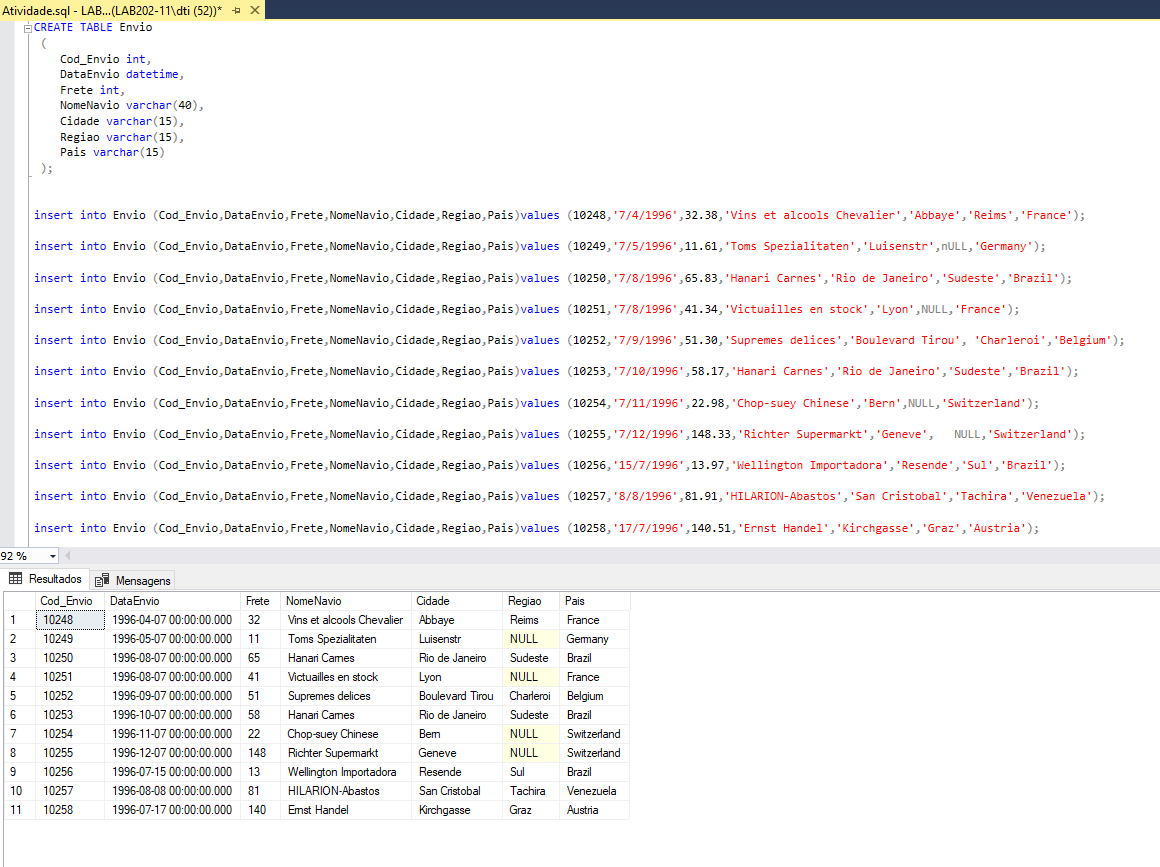 Atividade.sql - LAB...(LAB202-11\dti (52))*
CREATE TABLE Envio
(
Cod_Envio int,
DataEnvio datetime,
Frete int,
NomeNavio varchar(40),
Cidade varchar(15),
Regiao varchar(15),
Pais varchar(15)
);
insert into Envio (Cod_Envio,DataEnvio,Frete,NomeNavio,Cidade,Regiao,Pais)values (10248,'7/4/1996',32.38,'Vins et alcools Chevalier','Abbaye','Reims','France');
insert into Envio (Cod_Envio,DataEnvio,Frete,NomeNavio,Cidade,Regiao,Pais)values (10249,'7/5/1996',11.61,'Toms Spezialitaten','Luisenstr',nULL,'Germany');
insert into Envio (Cod_Envio,DataEnvio,Frete,NomeNavio,Cidade,Regiao,Pais)values (10250,'7/8/1996',65.83,'Hanari Carnes','Rio de Janeiro','Sudeste','Brazil');
insert into Envio (Cod_Envio,DataEnvio,Frete,NomeNavio,Cidade,Regiao,Pais)values (10251,'7/8/1996',41.34,'Victuailles en stock','Lyon',NULL,'France');
insert into Envio (Cod_Envio,DataEnvio,Frete,NomeNavio,Cidade,Regiao,Pais)values (10252,'7/9/1996',51.30,'Supremes delices','Boulevard Tirou', 'Charleroi','Belgium');
insert into Envio (Cod_Envio,DataEnvio,Frete,NomeNavio,Cidade,Regiao,Pais)values (10253,'7/10/1996',58.17,'Hanari Carnes','Rio de Janeiro','Sudeste','Brazil');
insert into Envio (Cod_Envio,DataEnvio,Frete,NomeNavio,Cidade,Regiao,Pais)values (10254,'7/11/1996',22.98,'Chop-suey Chinese','Bern',NULL,'Switzerland');
insert into Envio (Cod_Envio,DataEnvio,Frete,NomeNavio,Cidade,Regiao,Pais)values (10255,'7/12/1996',148.33,'Richter Supermarkt','Geneve',   NULL,'Switzerland');
insert into Envio (Cod_Envio,DataEnvio,Frete,NomeNavio,Cidade,Regiao,Pais)values (10256,'15/7/1996',13.97,'Wellington Importadora','Resende','Sul','Brazil');
insert into Envio (Cod_Envio,DataEnvio,Frete,NomeNavio,Cidade,Regiao,Pais)values (10257,'8/8/1996',81.91,'HILARION-Abastos','San Cristobal','Tachira','Venezuela');
insert into Envio (Cod_Envio,DataEnvio,Frete,NomeNavio,Cidade,Regiao,Pais)values (10258,'17/7/1996',140.51,'Ernst Handel','Kirchgasse','Graz','Austria');
92 %
Resultados Mensagens
Cod_Envio DataEnvio Frete NomeNavio Cidade Regiao Pais
1 10248 1996-04-07 00:00:00.000 32 Vins et alcools Chevalier Abbaye Reims France
2 10249 1996-05-07 00:00:00.000 11 Toms Spezialitaten Luisenstr NULL Germany
3 10250 1996-08-07 00:00:00.000 65 Hanari Carnes Rio de Janeiro Sudeste Brazil
4 10251 1996-08-07 00:00:00.000 41 Victuailles en stock Lyon NULL France
5 10252 1996-09-07 00:00:00.000 51 Supremes delices Boulevard Tirou Charleroi Belgium
6 10253 1996-10-07 00:00:00.000 58 Hanari Carnes Rio de Janeiro Sudeste Brazil
7 10254 1996-11-07 00:00:00.000 22 Chop-suey Chinese Bern NULL Switzerland
8 10255 1996-12-07 00:00:00.000 148 Richter Supermarkt Geneve NULL Switzerland
9 10256 1996-07-15 00:00:00.000 13 Wellington Importadora Resende Sul Brazil
10 10257 1996-08-08 00:00:00.000 81 HILARION-Abastos San Cristobal Tachira Venezuela
11 10258 1996-07-17 00:00:00.000 140 Ernst Handel Kirchgasse Graz Austria